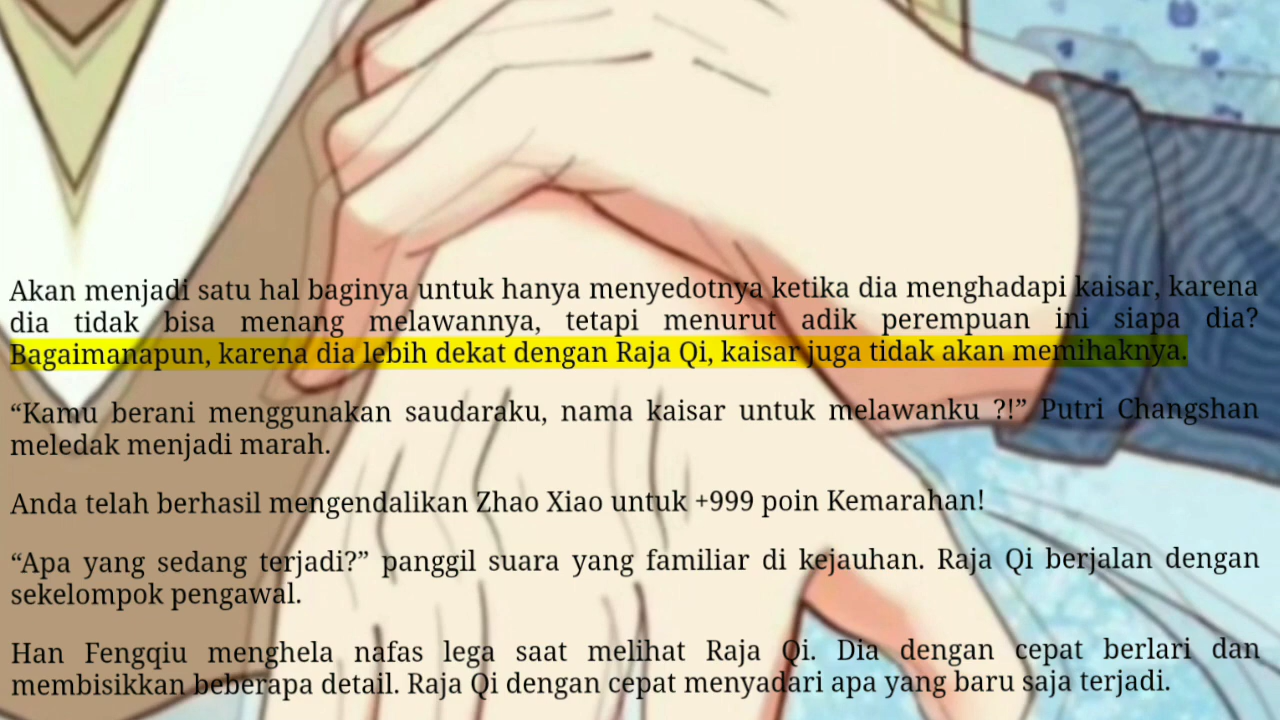 Akan menjadi satu hal baginya untuk hanya menyedotnya ketika dia menghadapi kaisar, karena
dia tidak bisa menang melawannya, tetapi menurut adik perempuan ini siapa dia?
Bagaimanapun, karena dia lebih dekat dengan Raja Qi, kaisar juga tidak akan memihaknya.
“Kamu berani menggunakan saudaraku, nama kaisar untuk melawanku ?!” Putri Changshan
meledak menjadi marah.
Anda telah berhasil mengendalikan Zhao Xiao untuk +999 poin Kemarahan!
“Apa yang sedang terjadi?” panggil suara yang familiar di kejauhan. Raja Qi berjalan dengan
sekelompok pengawal.
Han Fengqiu menghela nafas lega saat melihat Raja Qi. Dia dengan cepat berlari dan
membisikkan beberapa detail. Raja Qi dengan cepat menyadari apa yang baru saja terjadi.